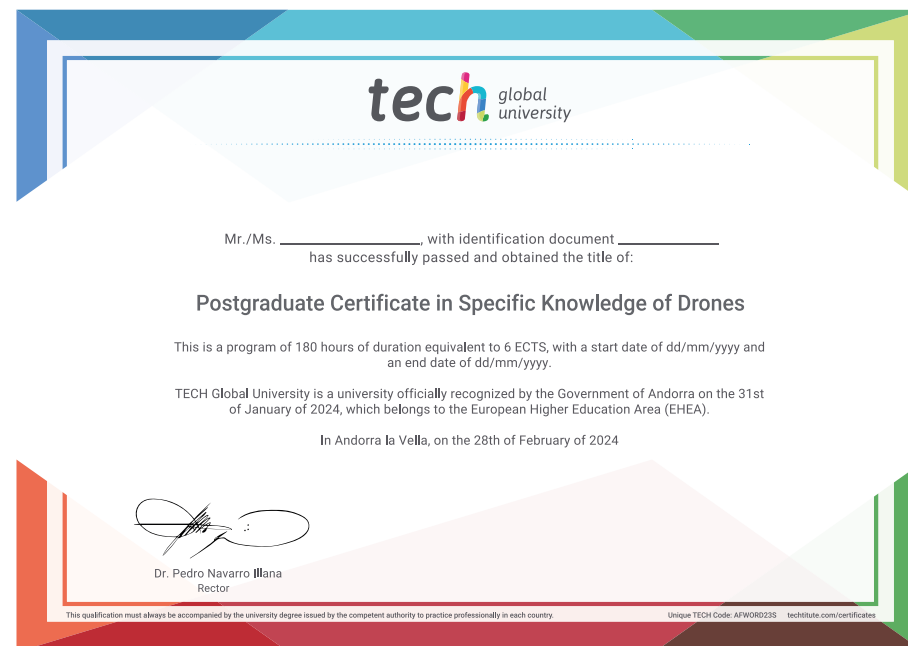 tech global university
Mr./Ms. ____________________, with identification document ______________
has successfully passed and obtained the title of:
Postgraduate Certificate in Specific Knowledge of Drones
This is a program of 180 hours of duration equivalent to 6 ECTS, with a start date of dd/mm/yyyy and
an end date of dd/mm/yyyy.
TECH Global University is a university officially recognized by the Government of Andorra on the 31st
of January of 2024, which belongs to the European Higher Education Area (EHEA).
In Andorra la Vella, on the 28th of February of 2024
Dr. Pedro Navarro Illana
Rector
This qualification must always be accompanied by the university degree issued by the competent authority to practice professionally in each country.
Unique TECH Code: AFWORD23S techtitute.com/certificates